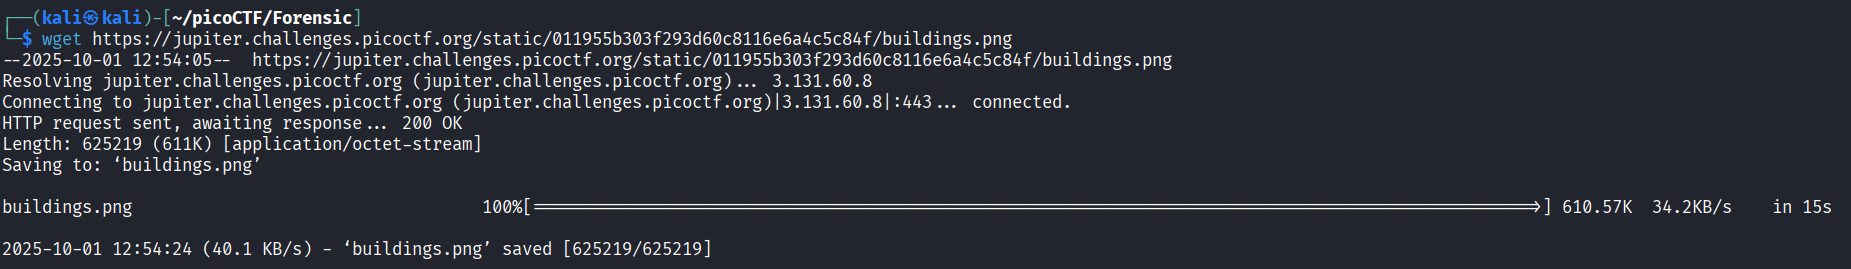 ┌──(kali㉿kali)-[~/picoCTF/Forensic]
└─$ wget https://jupiter.challenges.picoctf.org/static/011955b303f293d60c8116e6a4c5c84f/buildings.png
--2025-10-01 12:54:05--  https://jupiter.challenges.picoctf.org/static/011955b303f293d60c8116e6a4c5c84f/buildings.png
Resolving jupiter.challenges.picoctf.org (jupiter.challenges.picoctf.org)... 3.131.60.8
Connecting to jupiter.challenges.picoctf.org (jupiter.challenges.picoctf.org)|3.131.60.8|:443... connected.
HTTP request sent, awaiting response... 200 OK
Length: 625219 (611K) [application/octet-stream]
Saving to: ‘buildings.png’
buildings.png 100%[===================================================>] 610.57K 34.2KB/s in 15s
2025-10-01 12:54:24 (40.1 KB/s) - ‘buildings.png’ saved [625219/625219]